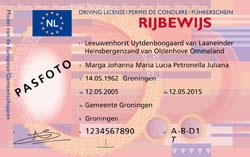 DRIVING LICENSE / PERMIS DE CONDUIRE / FÜHRERSCHEIN
RIJBEWIJS
NL
Model van de Europese Gemeenschappen
PASFOTO
Leeuwenhorst Uytdenboogaard van Laaneinder
Heinsbergenzand van Oldenhove Ommeland
Marga Johanna Maria Lucia Petronella Juliana
14.05.1962 Groningen
12.05.2005 12.05.2015
Gemeente Groningen
Groningen
1234567890 A-B-D1
T